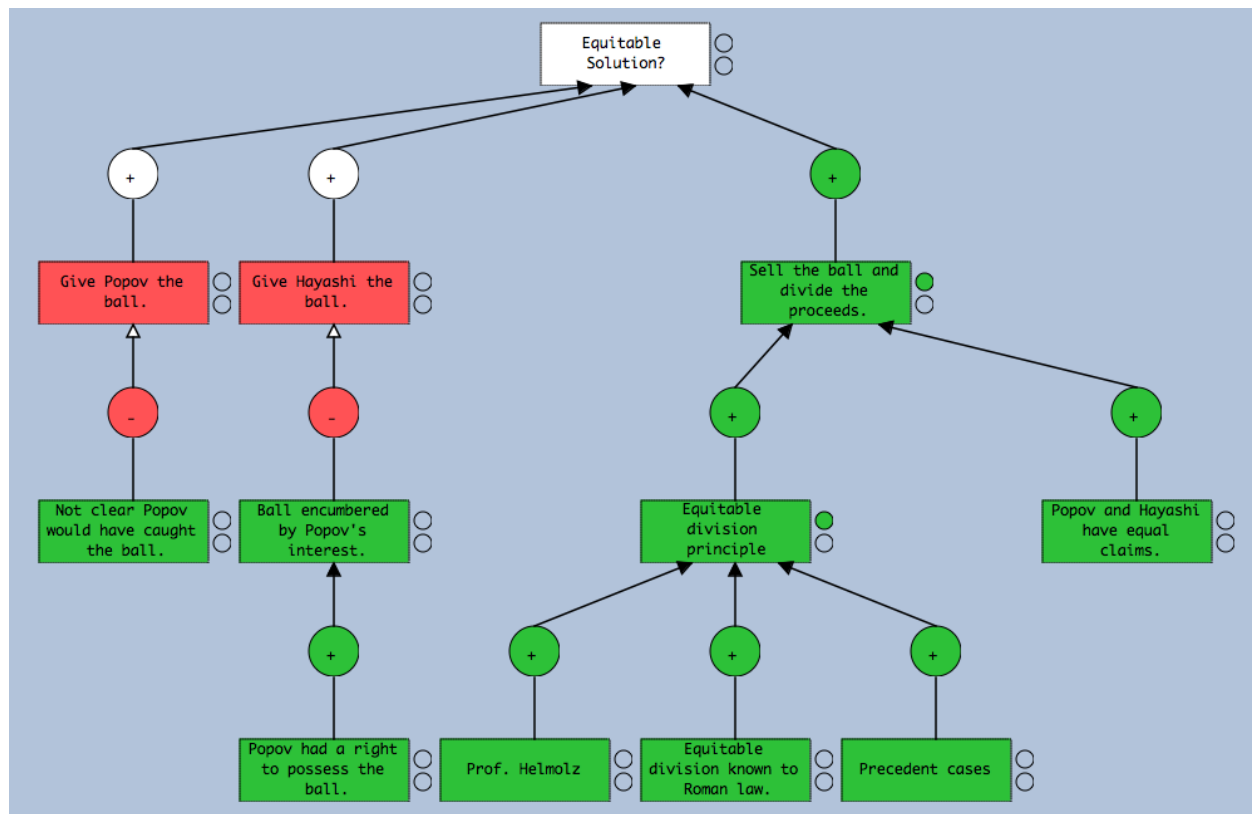 Equitable
Solution?
+
+
+
Give Popov the
ball.
Give Hayashi the
ball.
Sell the ball and
divide the
proceeds.
-
-
+
+
Not clear Popov
would have caught
the ball.
Ball encumbered
by Popov's
interest.
Equitable
division
principle
Popov and Hayashi
have equal
claims.
+
+
+
+
Popov had a right
to possess the
ball.
Prof. Helmolz
Equitable
division known to
Roman law.
Precedent cases